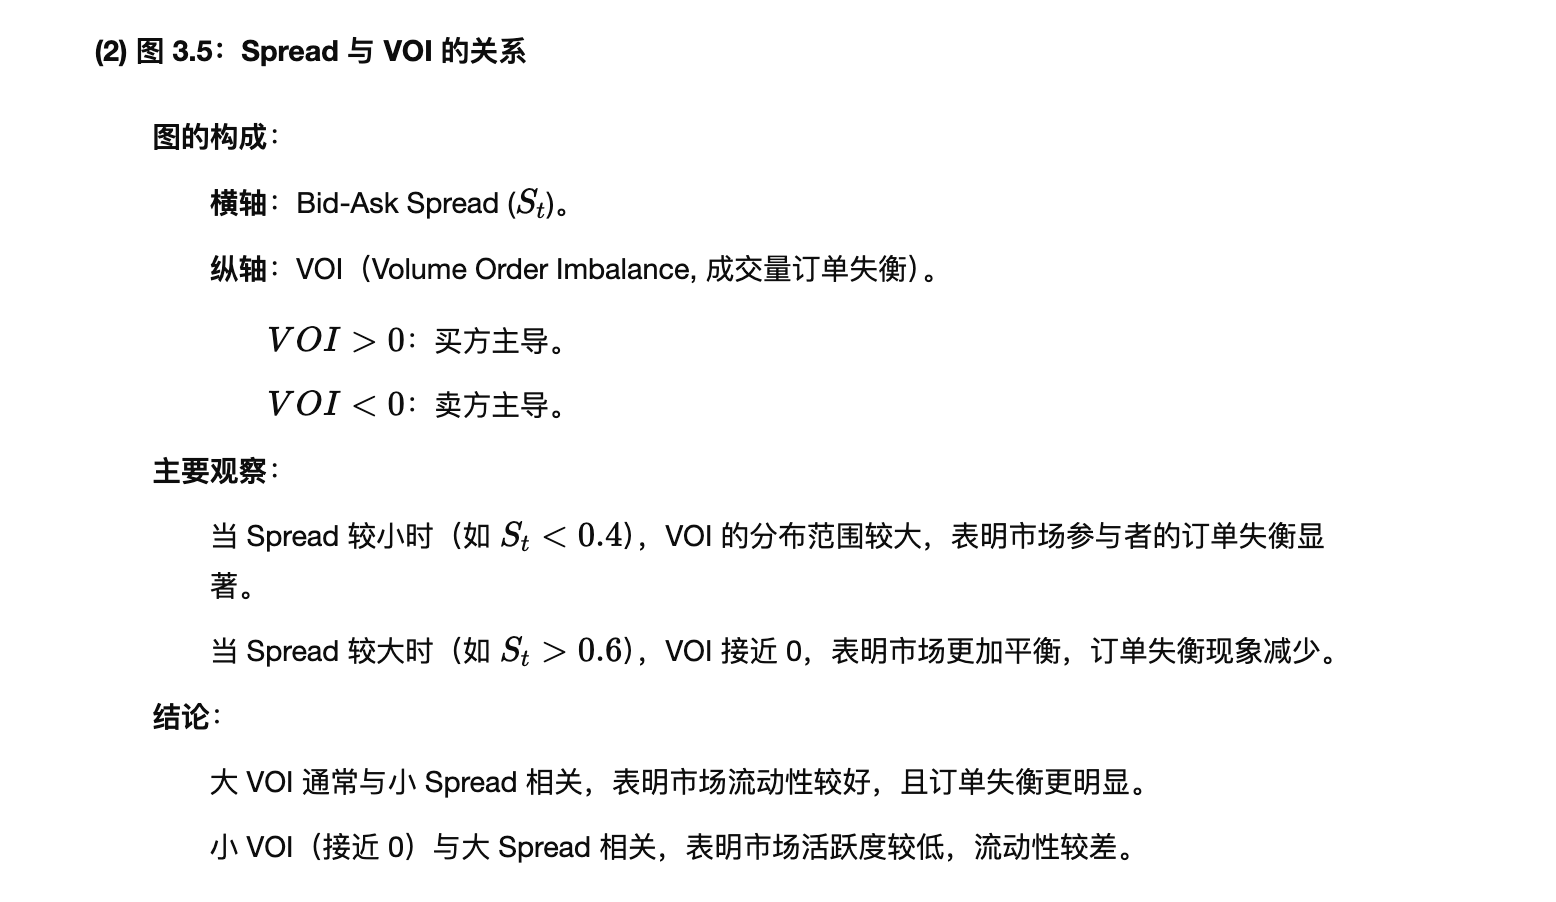 (2) 图 3.5：Spread 与 VOI 的关系
图的构成：
横轴：Bid-Ask Spread (S_t)。
纵轴：VOI（Volume Order Imbalance, 成交量订单失衡）。
VOI > 0：买方主导。
VOI < 0：卖方主导。
主要观察：
当 Spread 较小时（如 S_t < 0.4），VOI 的分布范围较大，表明市场参与者的订单失衡显
著。
当 Spread 较大时（如 S_t > 0.6），VOI 接近 0，表明市场更加平衡，订单失衡现象减少。
结论：
大 VOI 通常与小 Spread 相关，表明市场流动性较好，且订单失衡更明显。
小 VOI（接近 0）与大 Spread 相关，表明市场活跃度较低，流动性较差。